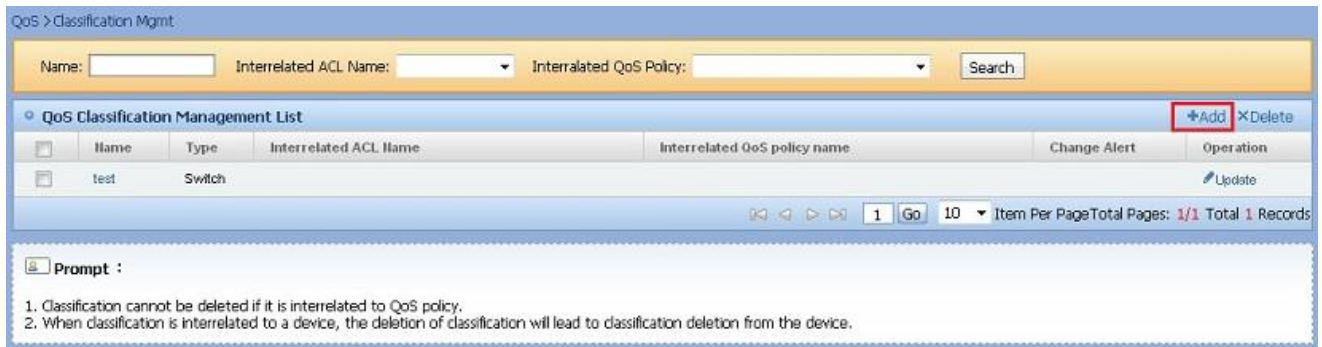 QoS >Classification Mgmt
Name: Interrelated ACL Name: Interralated QoS Policy: Search
QoS Classification Management List +Add ×Delete
Name Type Interrelated ACL Name Interrelated QoS policy name Change Alert Operation
test Switch Update
1 Go 10 Item Per PageTotal Pages: 1/1 Total 1 Records
Prompt :
1. Classification cannot be deleted if it is interrelated to QoS policy.
2. When classification is interrelated to a device, the deletion of classification will lead to classification deletion from the device.